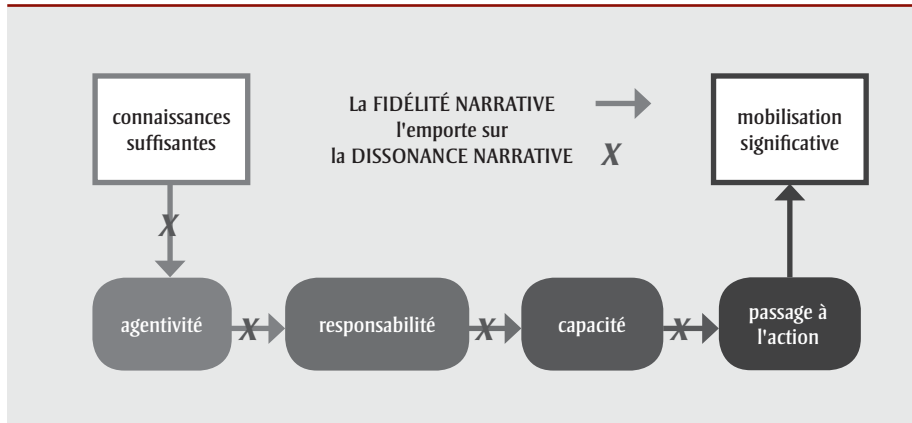 connaissances
suffisantes
La FIDÉLITÉ NARRATIVE
l'emporte sur
la DISSONANCE NARRATIVE X
mobilisation
significative
X
agentivité
X
responsabilité
X
capacité
X
passage à
l'action